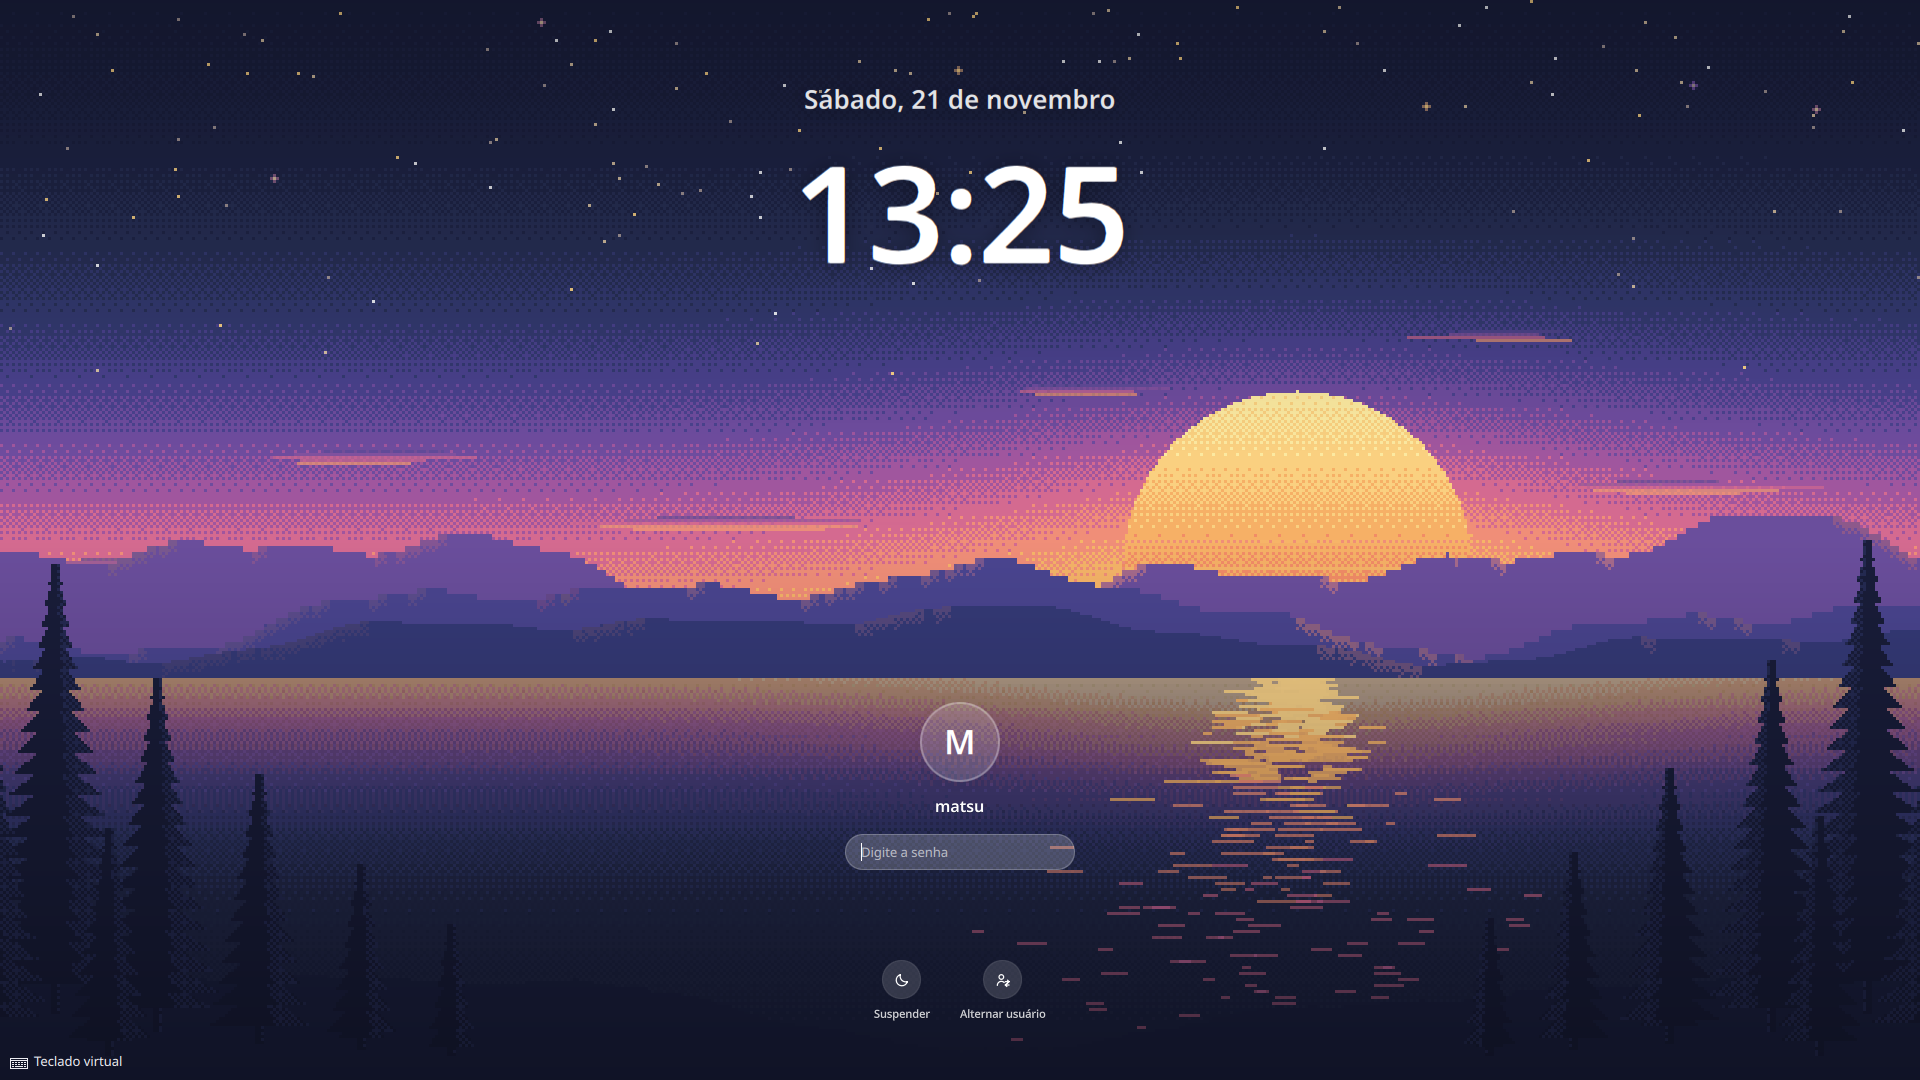 Sábado, 21 de novembro
13:25
M
matsu
Digite a senha
Suspender
Alternar usuário
Teclado virtual